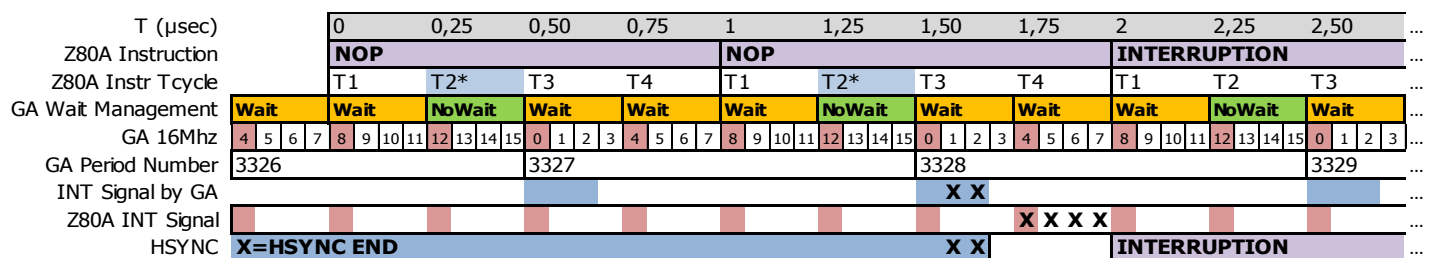 T (µsec) 0 0,25 0,50 0,75 1 1,25 1,50 1,75 2 2,25 2,50 ...
Z80A Instruction NOP NOP INTERRUPTION ...
Z80A Instr Tcycle T1 T2* T3 T4 T1 T2* T3 T4 T1 T2 T3 ...
GA Wait Management Wait Wait NoWait Wait Wait Wait NoWait Wait Wait Wait NoWait Wait ...
GA 16Mhz 4 5 6 7 8 9 10 11 12 13 14 15 0 1 2 3 4 5 6 7 8 9 10 11 12 13 14 15 0 1 2 3 4 5 6 7 8 9 10 11 12 13 14 15 0 1 2 3 ...
GA Period Number 3326 3327 3328 3329 ...
INT Signal by GA X X ...
Z80A INT Signal X X X X ...
HSYNC X=HSYNC END X X INTERRUPTION ...